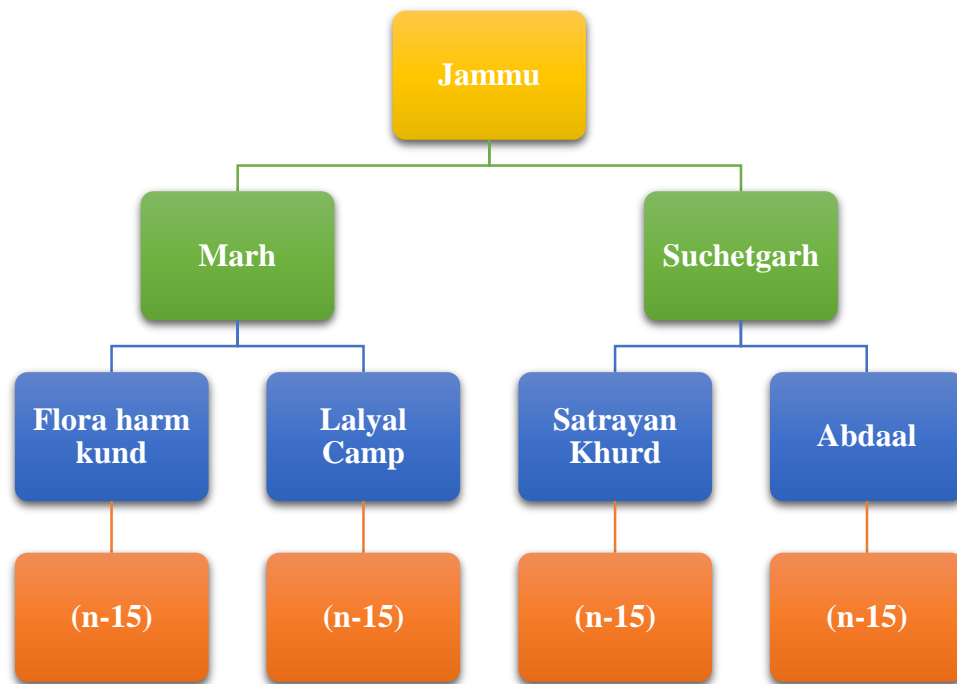 Jammu
Marh
Suchetgarh
Flora harm
kund
Lalyal
Camp
Satrayan
Khurd
Abdaal
(n-15)
(n-15)
(n-15)
(n-15)